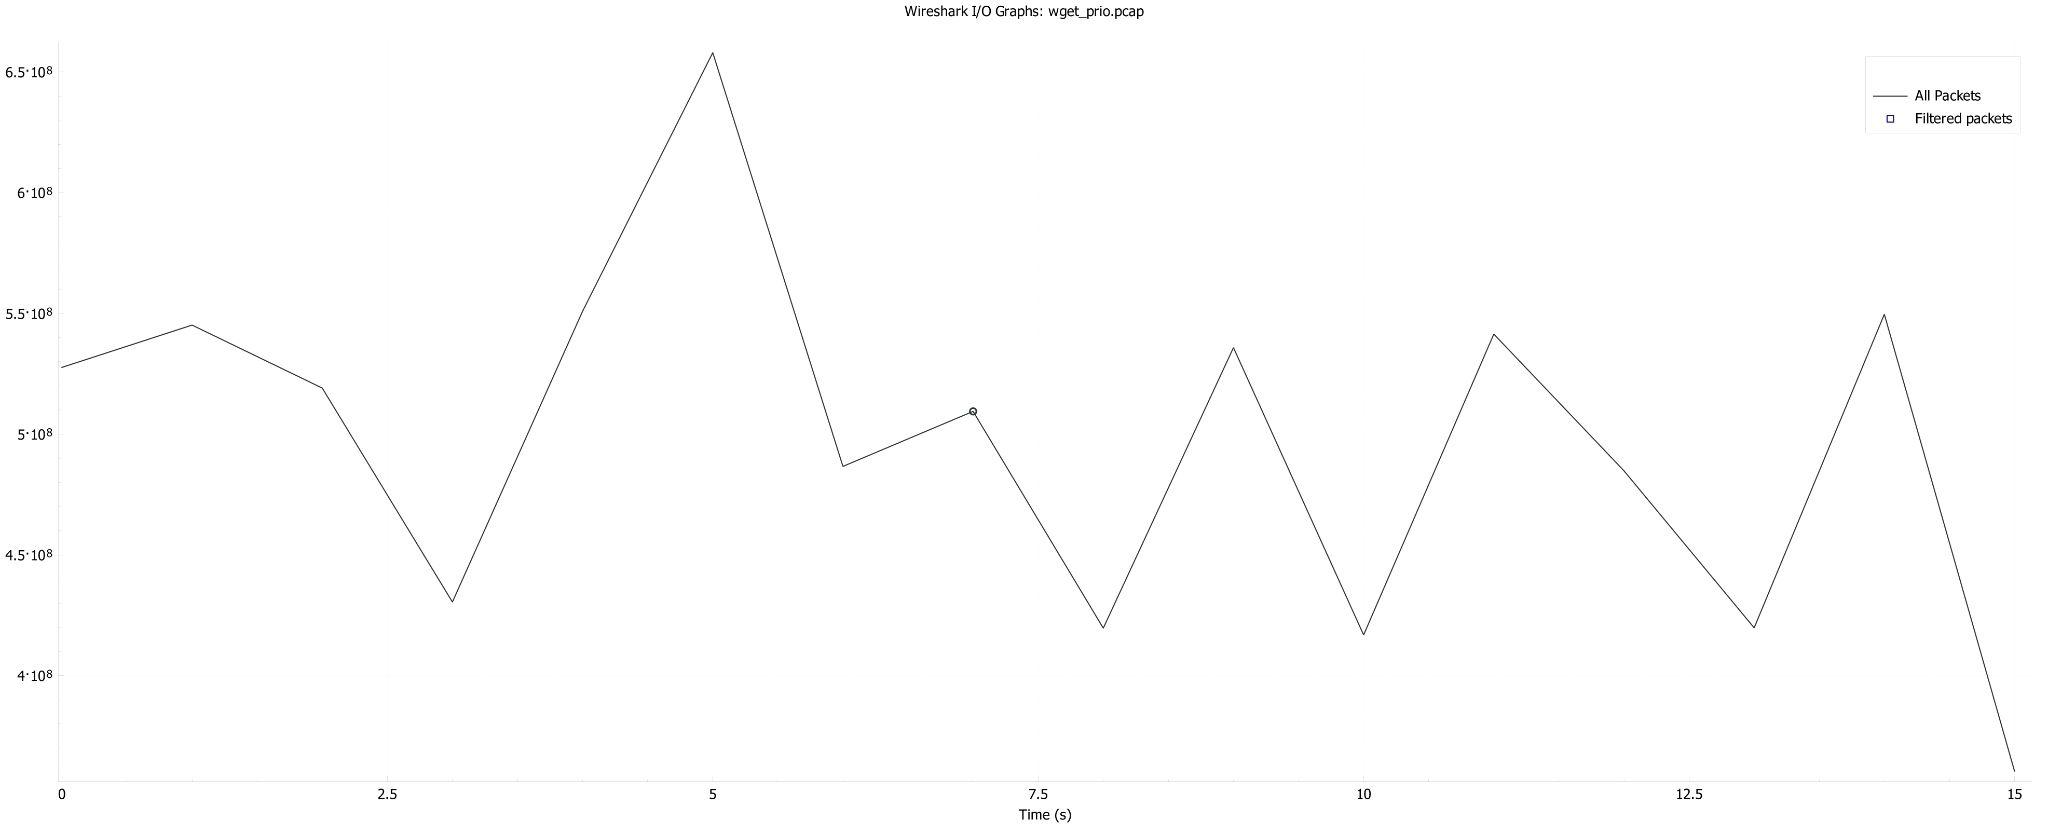 Wireshark I/O Graphs: wget_prio.pcap
6.5·10⁸
6·10⁸
5.5·10⁸
5·10⁸
4.5·10⁸
4·10⁸
All Packets
Filtered packets
0 2.5 5 7.5 10 12.5 15
Time (s)